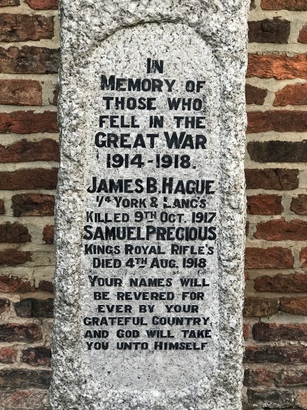 IN
MEMORY OF
THOSE WHO
FELL IN THE
GREAT WAR
1914-1918.
JAMES B. HAGUE
1/4 YORK & LANC'S
KILLED 9TH OCT. 1917
SAMUEL PRECIOUS
KINGS ROYAL RIFLE'S
DIED 4TH AUG. 1918
YOUR NAMES WILL
BE REVERED FOR
EVER BY YOUR
GRATEFUL COUNTRY
AND GOD WILL TAKE
YOU UNTO HIMSELF.